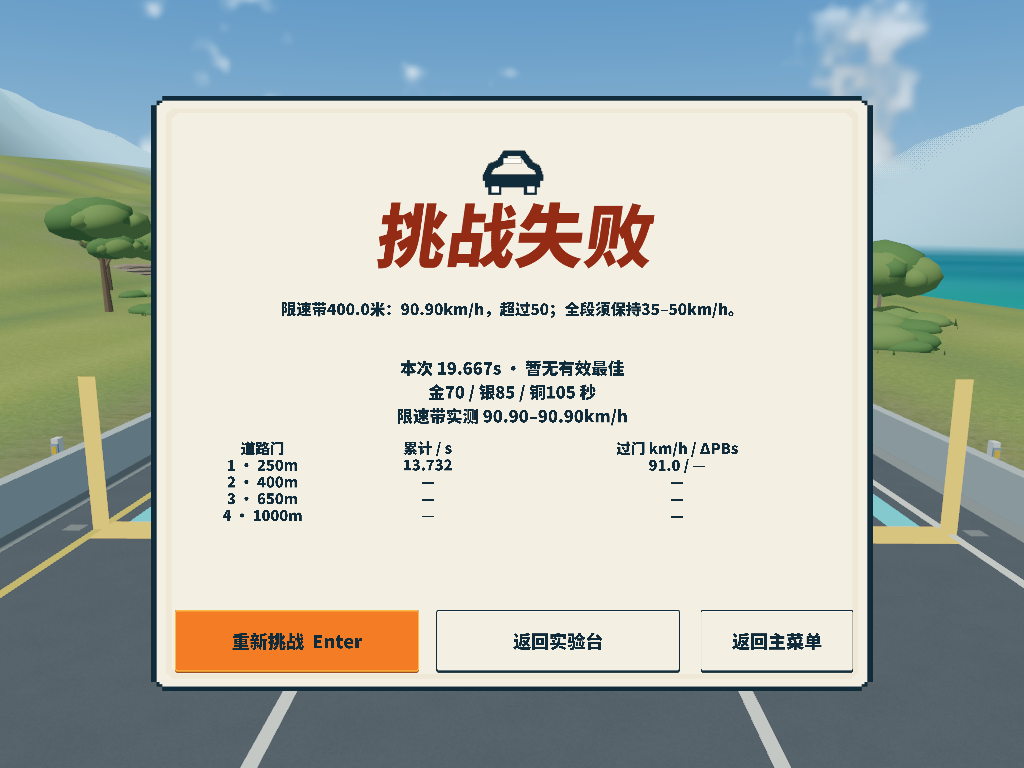 挑战失败
限速带400.0米：90.90km/h，超过50；全段须保持35–50km/h。
本次 19.667s · 暂无有效最佳
金70 / 银85 / 铜105 秒
限速带实测 90.90–90.90km/h
道路门 累计 / s 过门 km/h / ΔPBs
1 · 250m 13.732 91.0 / —
2 · 400m — —
3 · 650m — —
4 · 1000m — —
重新挑战 Enter 返回实验台 返回主菜单